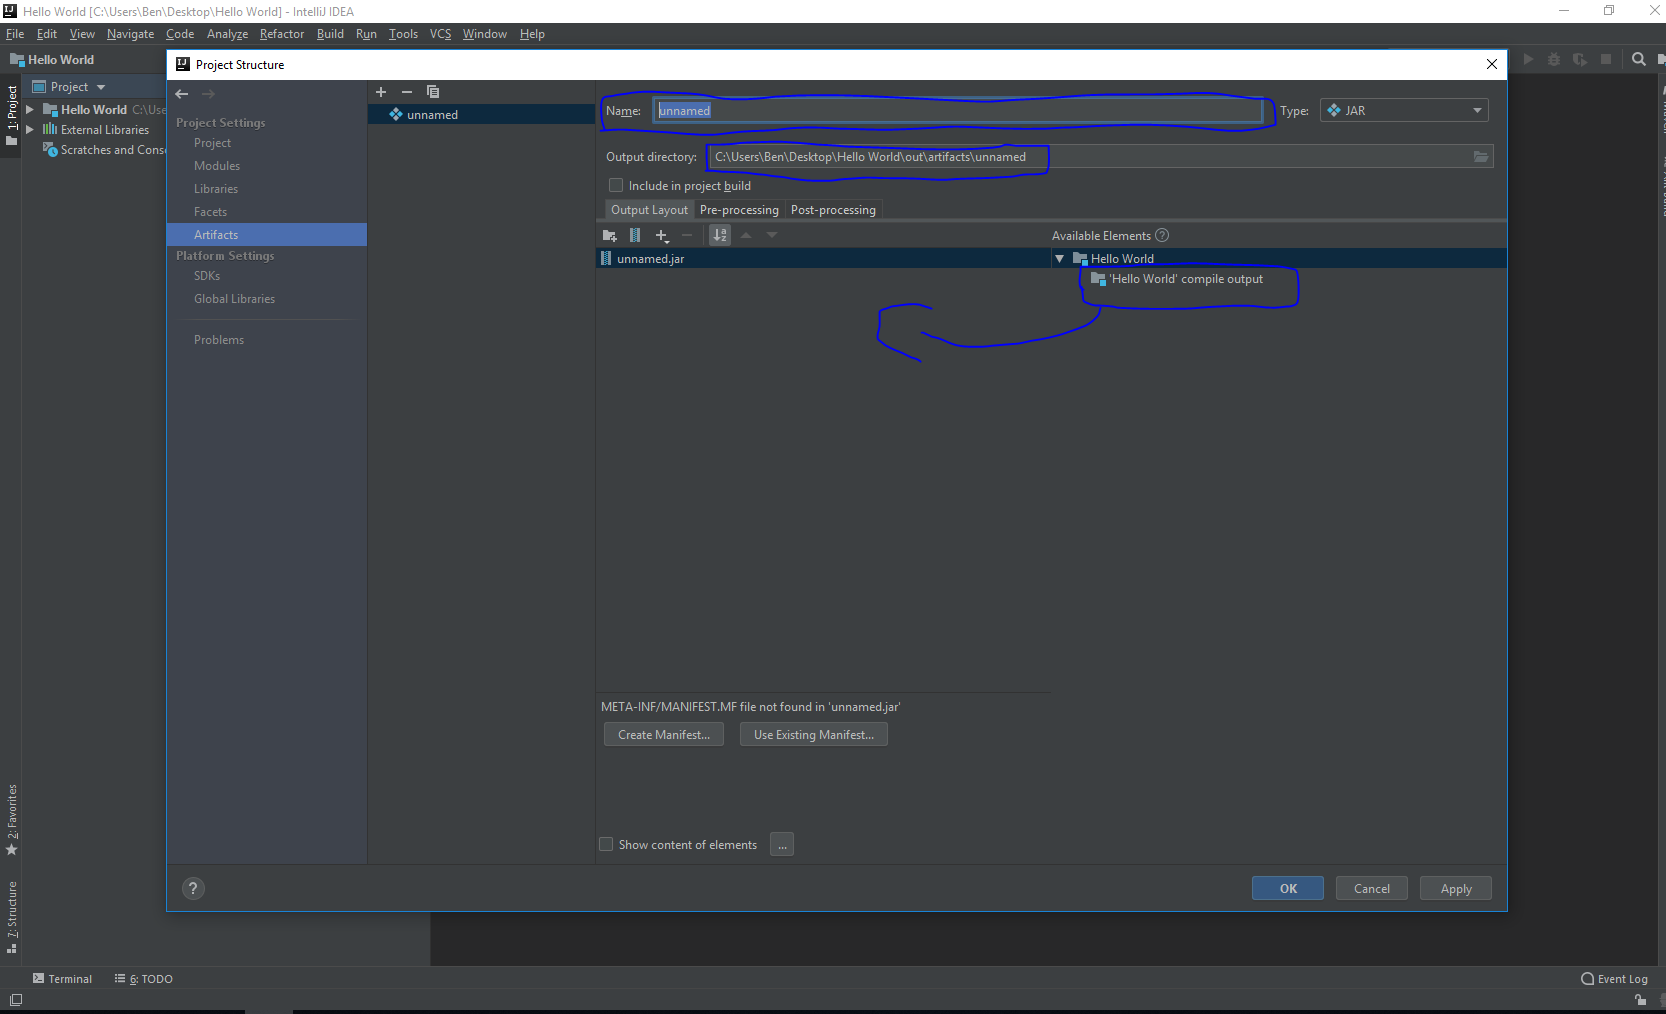 Hello World [C:\Users\Ben\Desktop\Hello World] - IntelliJ IDEA
File Edit View Navigate Code Analyze Refactor Build Run Tools VCS Window Help
Hello World
Project Structure
1: Project
Project
Hello World C:\Use
External Libraries
Scratches and Cons
Project Settings
Project
Modules
Libraries
Facets
Artifacts
Platform Settings
SDKs
Global Libraries
Problems
unnamed
Name: unnamed
Type: JAR
Output directory: C:\Users\Ben\Desktop\Hello World\out\artifacts\unnamed
Include in project build
Output Layout Pre-processing Post-processing
Available Elements
unnamed.jar
Hello World
'Hello World' compile output
META-INF/MANIFEST.MF file not found in 'unnamed.jar'
Create Manifest... Use Existing Manifest...
Show content of elements ...
OK Cancel Apply
2: Favorites
7: Structure
Terminal 6: TODO
Event Log